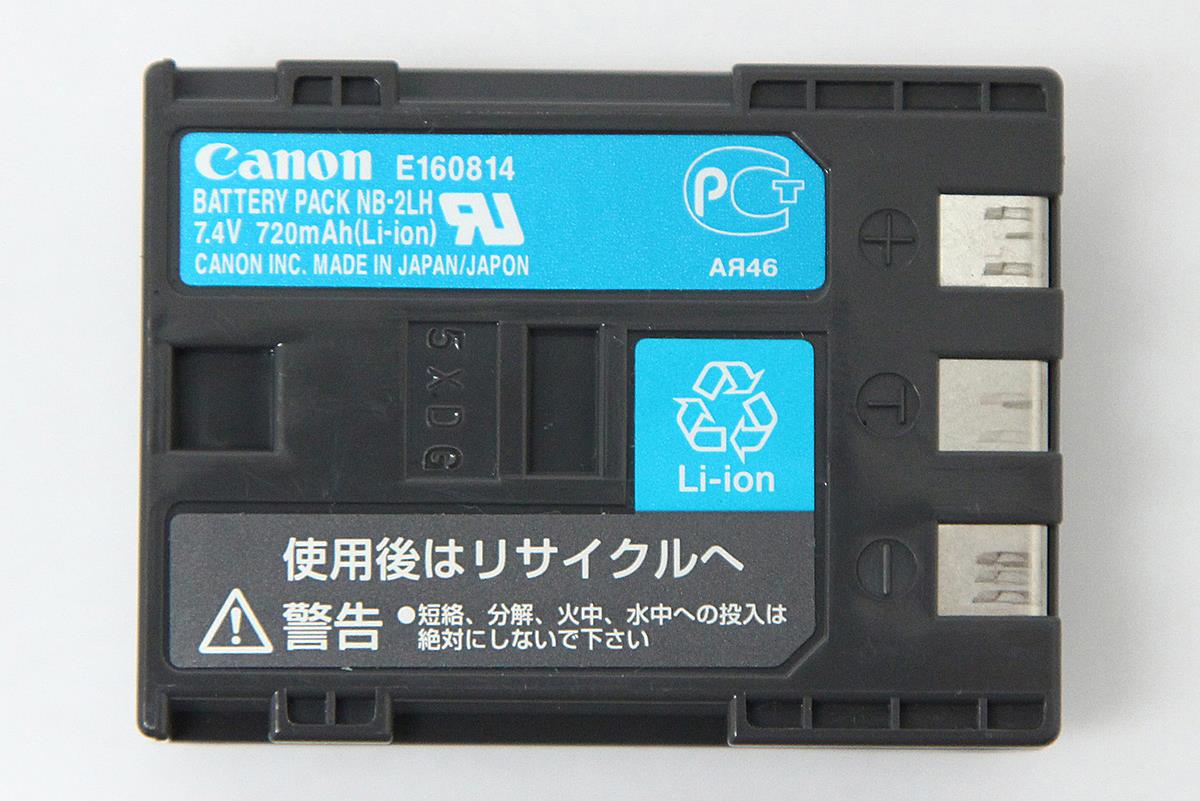 Canon E160814
BATTERY PACK NB-2LH
7.4V 720mAh(Li-ion)
CANON INC. MADE IN JAPAN/JAPON
РСТ
АЯ46
+
5XDG
T
Li-ion
−
使用後はリサイクルへ
警告 ●短絡、分解、火中、水中への投入は
絶対にしないで下さい